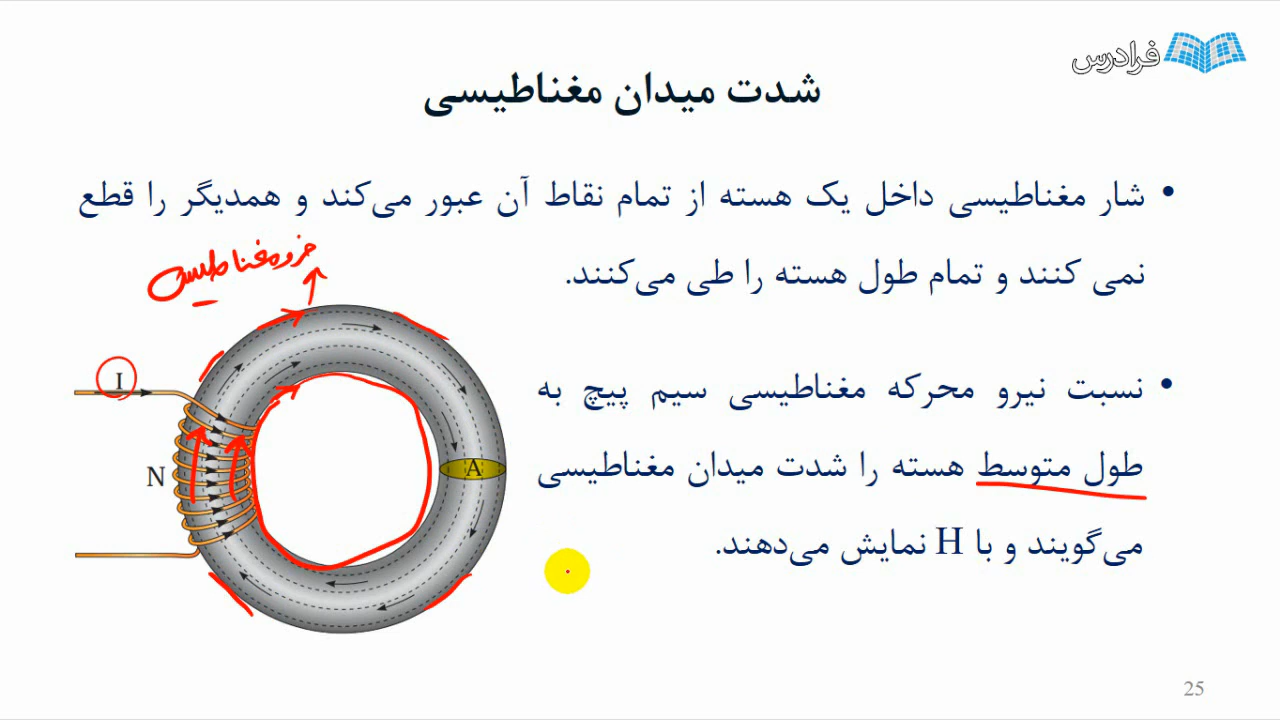 فرادرس
شدت میدان مغناطیسی
• شار مغناطیسی داخل یک هسته از تمام نقاط آن عبور می‌کند و همدیگر را قطع
نمی کنند و تمام طول هسته را طی می‌کنند.
مغناطیسی
I
N
A
• نسبت نیرو محرکه مغناطیسی سیم پیچ به
طول متوسط هسته را شدت میدان مغناطیسی
می‌گویند و با H نمایش می‌دهند.
25